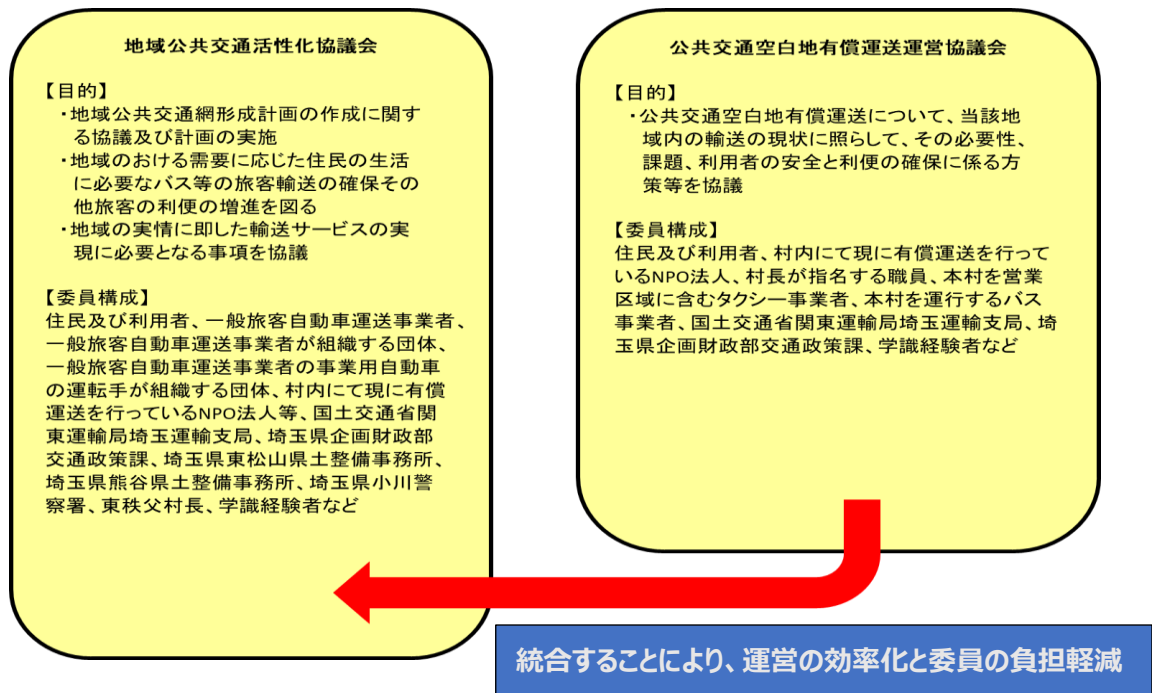 地域公共交通活性化協議会
【目的】
・地域公共交通網形成計画の作成に関す
る協議及び計画の実施
・地域のおける需要に応じた住民の生活
に必要なバス等の旅客輸送の確保その
他旅客の利便の増進を図る
・地域の実情に即した輸送サービスの実
現に必要となる事項を協議
【委員構成】
住民及び利用者、一般旅客自動車運送事業者、
一般旅客自動車運送事業者が組織する団体、
一般旅客自動車運送事業者の事業用自動車
の運転手が組織する団体、村内にて現に有償
運送を行っているNPO法人等、国土交通省関
東運輸局埼玉運輸支局、埼玉県企画財政部
交通政策課、埼玉県東松山県土整備事務所、
埼玉県熊谷県土整備事務所、埼玉県小川警
察署、東秩父村長、学識経験者など
公共交通空白地有償運送運営協議会
【目的】
・公共交通空白地有償運送について、当該地
域内の輸送の現状に照らして、その必要性、
課題、利用者の安全と利便の確保に係る方
策等を協議
【委員構成】
住民及び利用者、村内にて現に有償運送を行って
いるNPO法人、村長が指名する職員、本村を営業
区域に含むタクシー事業者、本村を運行するバス
事業者、国土交通省関東運輸局埼玉運輸支局、埼
玉県企画財政部交通政策課、学識経験者など
統合することにより、運営の効率化と委員の負担軽減